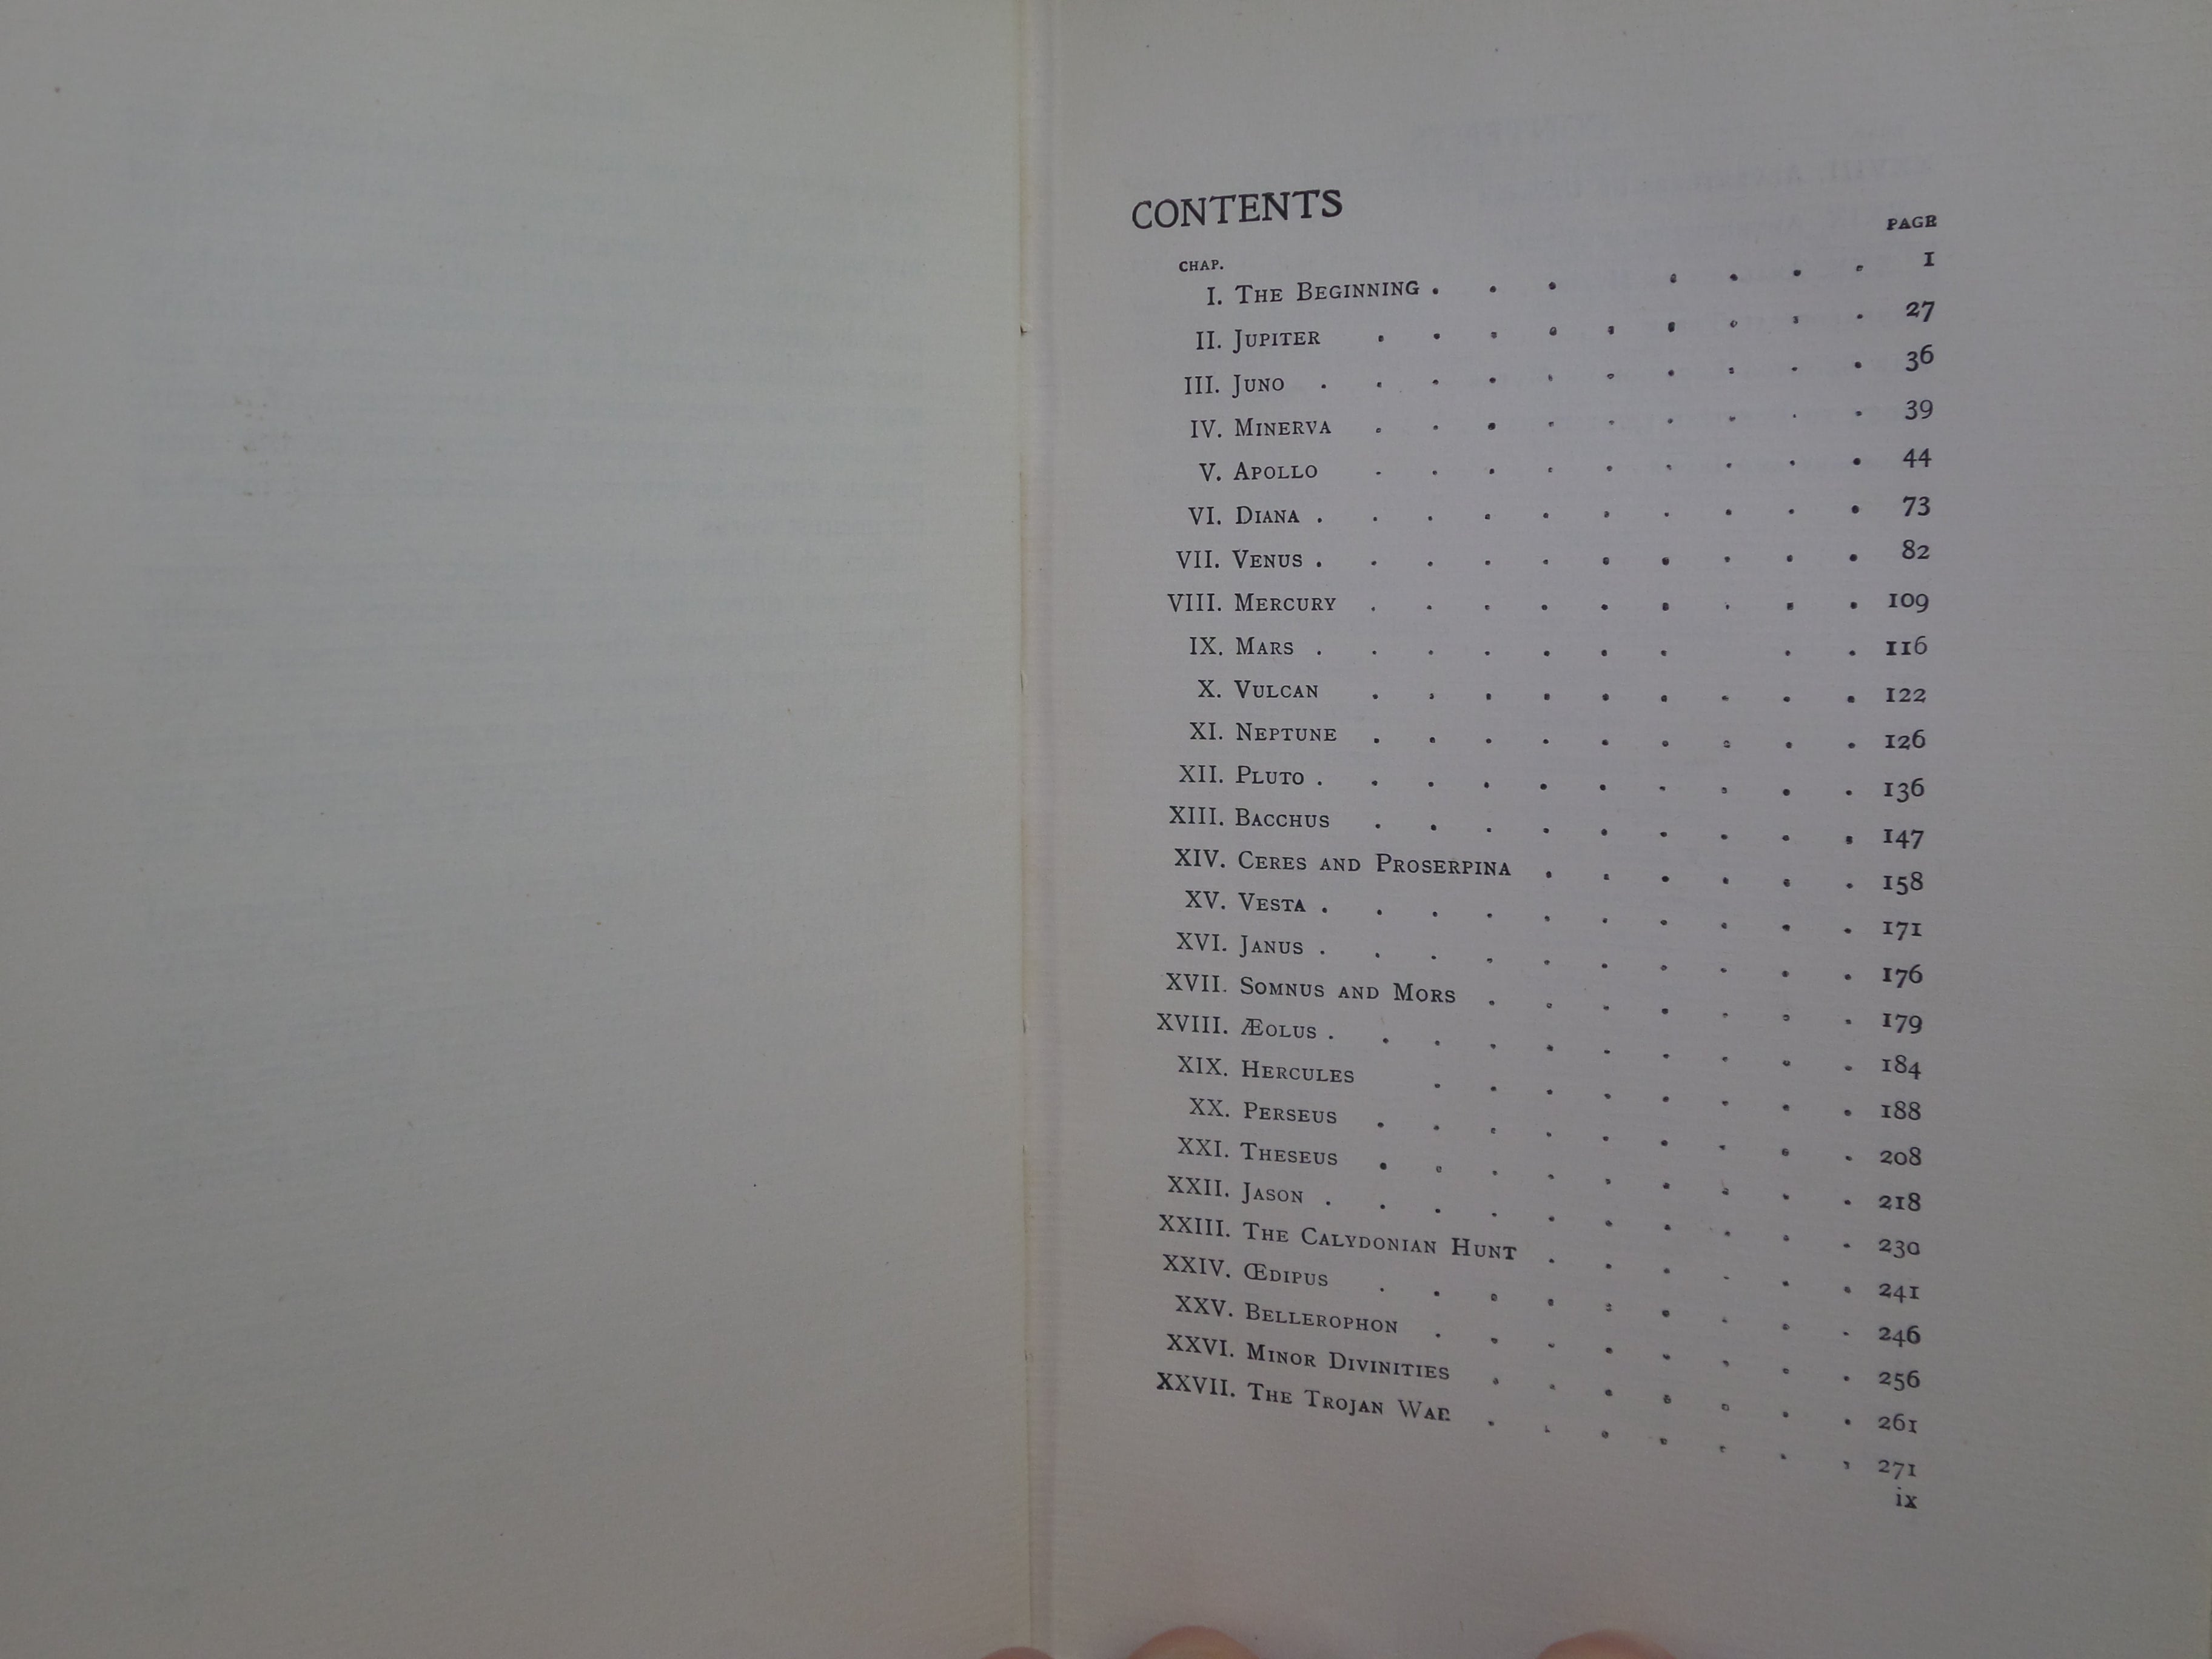 CONTENTS
CHAP. PAGE
I. The Beginning . . . . . . . 1
II. Jupiter . . . . . . . . . 27
III. Juno . . . . . . . . . . 36
IV. Minerva . . . . . . . . . 39
V. Apollo . . . . . . . . . 44
VI. Diana . . . . . . . . . . 73
VII. Venus . . . . . . . . . . 82
VIII. Mercury . . . . . . . . . 109
IX. Mars . . . . . . . . . 116
X. Vulcan . . . . . . . . . 122
XI. Neptune . . . . . . . . . 126
XII. Pluto . . . . . . . . . . 136
XIII. Bacchus . . . . . . . . . 147
XIV. Ceres and Proserpina . . . . . . 158
XV. Vesta . . . . . . . . . . 171
XVI. Janus . . . . . . . . . . 176
XVII. Somnus and Mors . . . . . . . 179
XVIII. Æolus . . . . . . . . . . 184
XIX. Hercules . . . . . . . . 188
XX. Perseus . . . . . . . . . 208
XXI. Theseus . . . . . . . . . 218
XXII. Jason . . . . . . . . . . 230
XXIII. The Calydonian Hunt . . . . . . 241
XXIV. Œdipus . . . . . . . . . 246
XXV. Bellerophon . . . . . . . . 256
XXVI. Minor Divinities . . . . . . . 261
XXVII. The Trojan War . . . . . . . 271
ix